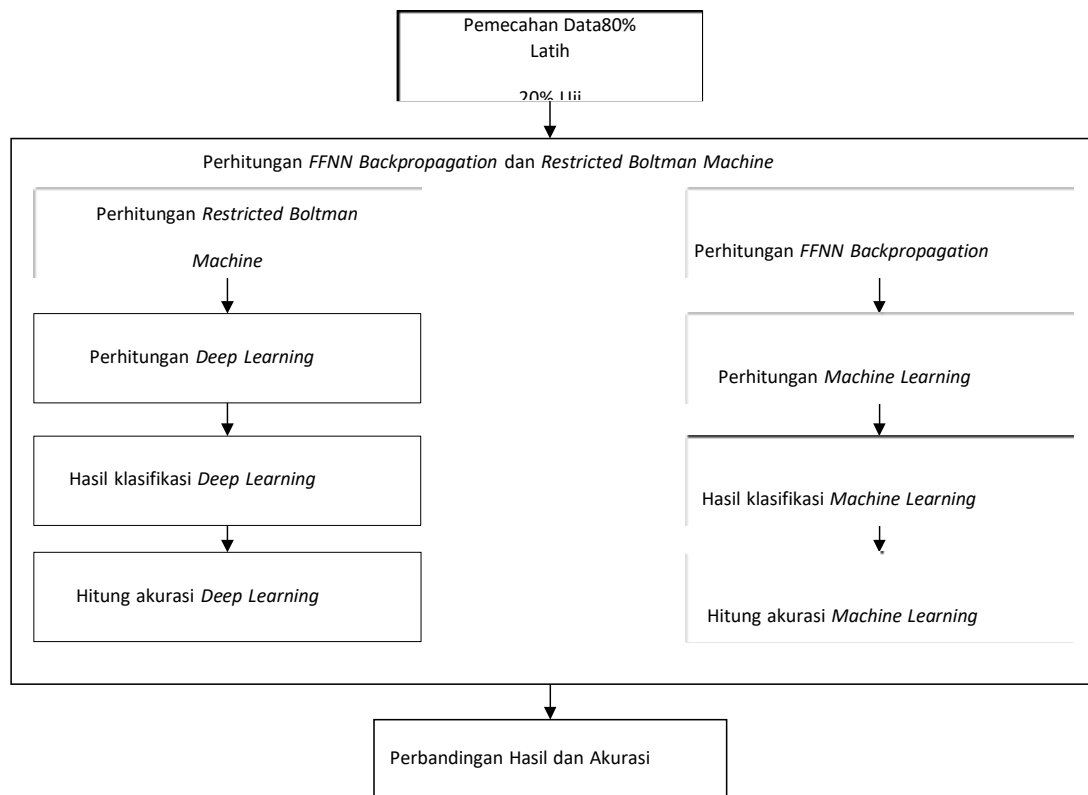 Pemecahan Data80%
Latih
20% Uji
Perhitungan FFNN Backpropagation dan Restricted Boltman Machine
Perhitungan Restricted Boltman
Machine
Perhitungan Deep Learning
Hasil klasifikasi Deep Learning
Hitung akurasi Deep Learning
Perhitungan FFNN Backpropagation
Perhitungan Machine Learning
Hasil klasifikasi Machine Learning
Hitung akurasi Machine Learning
Perbandingan Hasil dan Akurasi